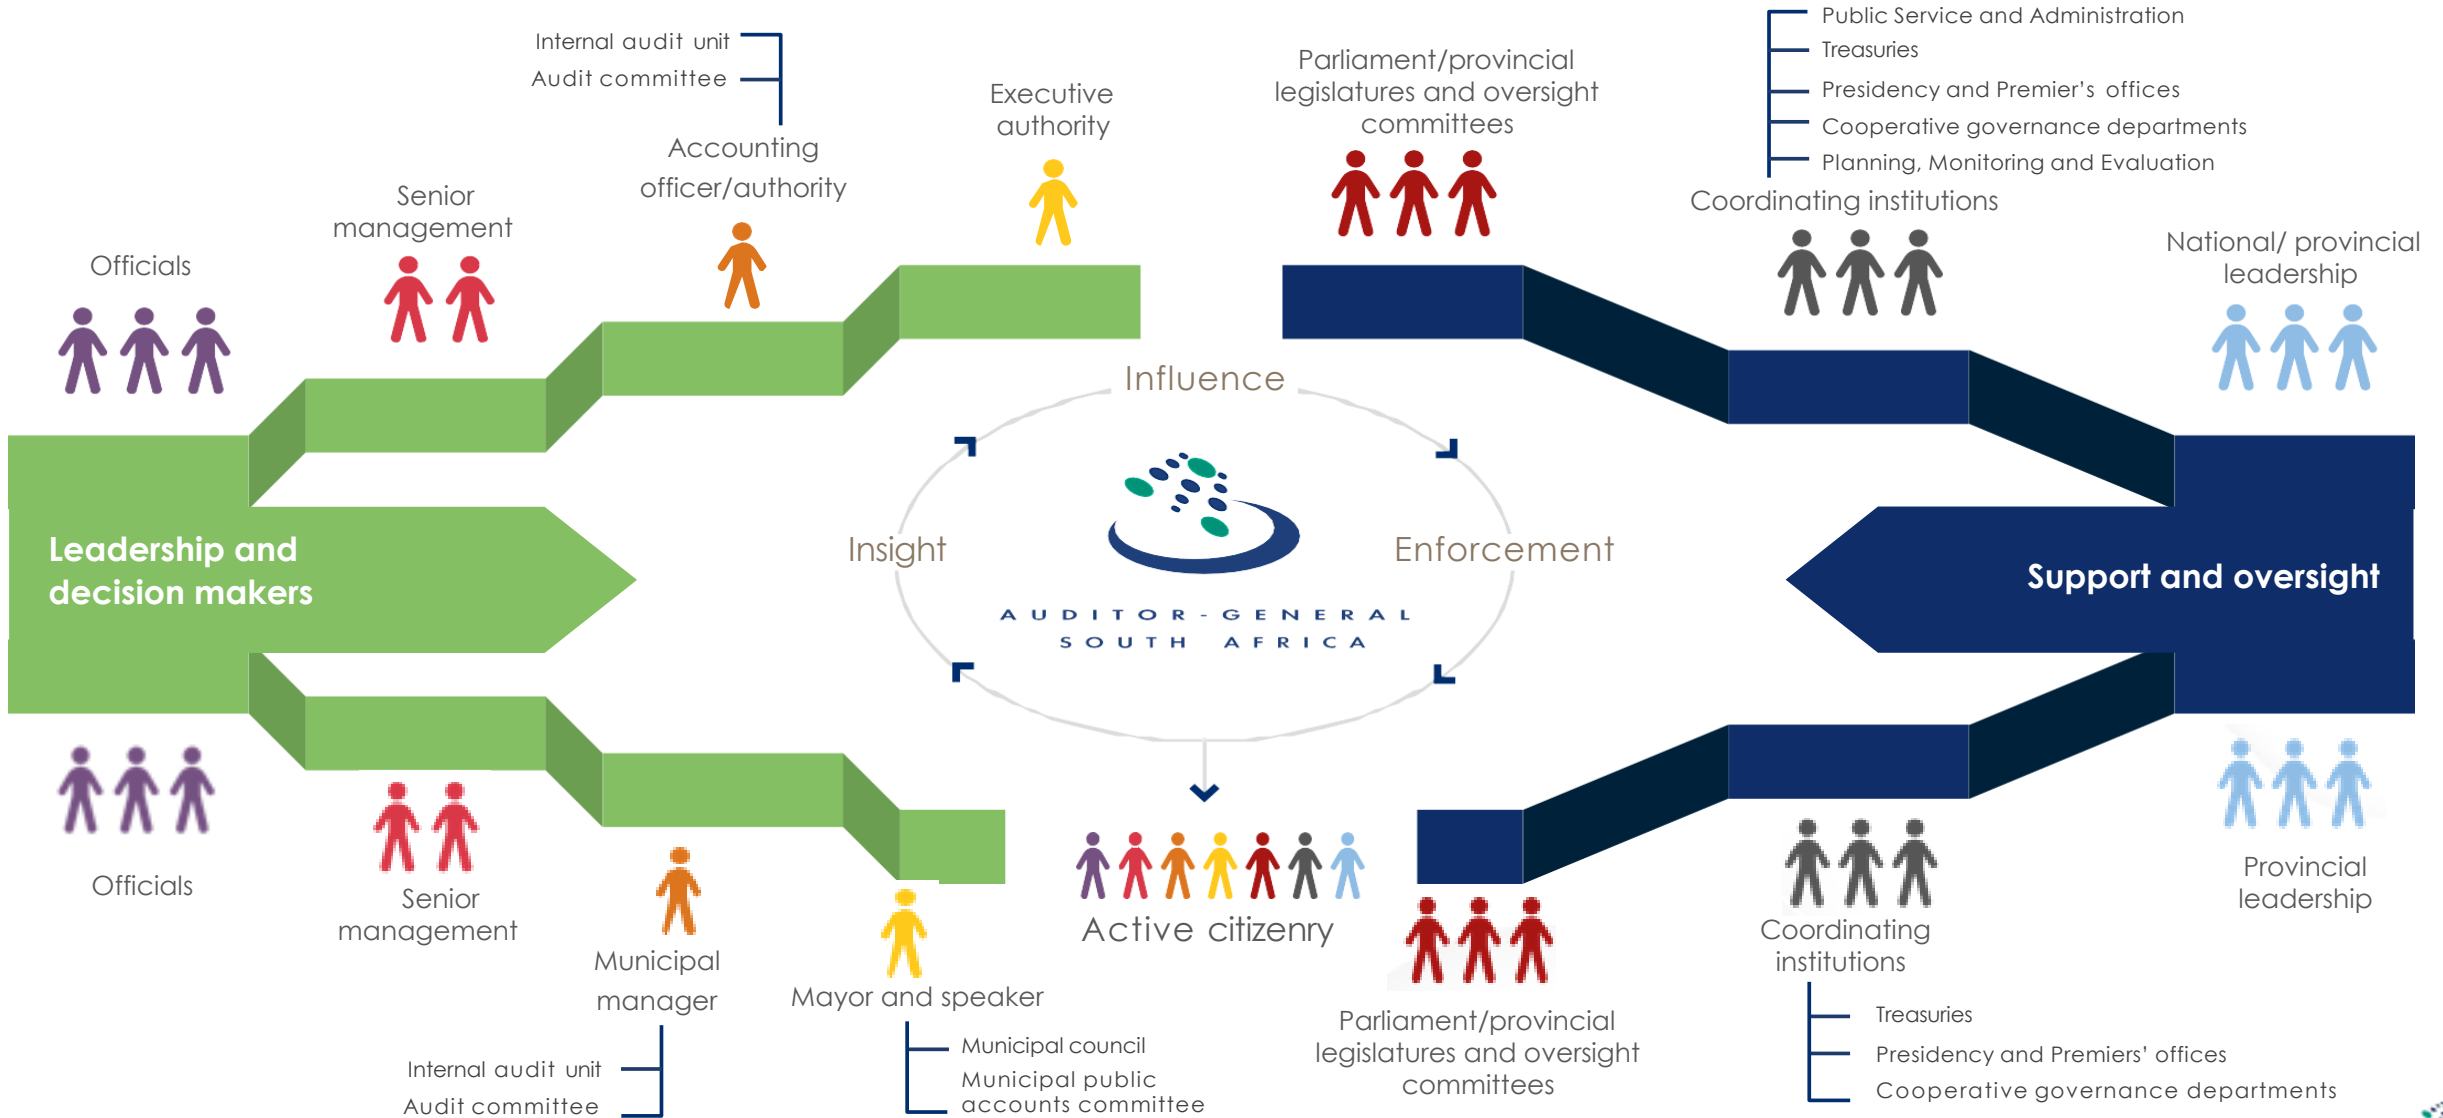 Internal audit unit
Audit committee
Accounting
officer/authority
Executive
authority
Parliament/provincial
legislatures and oversight
committees
Public Service and Administration
Treasuries
Presidency and Premier's offices
Cooperative governance departments
Planning, Monitoring and Evaluation
Coordinating institutions
National/ provincial
leadership
Senior
management
Officials
Influence
Insight
Enforcement
AUDITOR-GENERAL
SOUTH AFRICA
Leadership and
decision makers
Support and oversight
Officials
Senior
management
Municipal
manager
Internal audit unit
Audit committee
Mayor and speaker
Municipal council
Municipal public
accounts committee
Active citizenry
Parliament/provincial
legislatures and oversight
committees
Coordinating
institutions
Treasuries
Presidency and Premiers' offices
Cooperative governance departments
Provincial
leadership